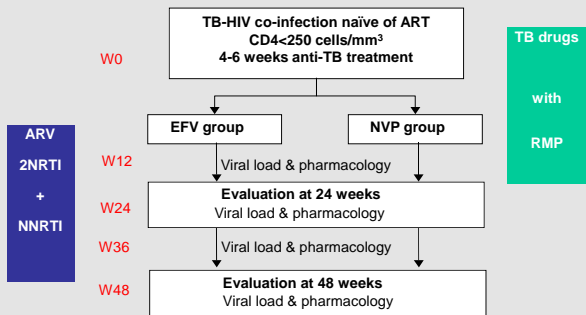 TB-HIV co-infection naïve of ART
CD4<250 cells/mm³
4-6 weeks anti-TB treatment
W0
TB drugs
with
RMP
EFV group
NVP group
ARV
2NRTI
+
NNRTI
W12
Viral load & pharmacology
Evaluation at 24 weeks
Viral load & pharmacology
W24
W36
Viral load & pharmacology
Evaluation at 48 weeks
Viral load & pharmacology
W48